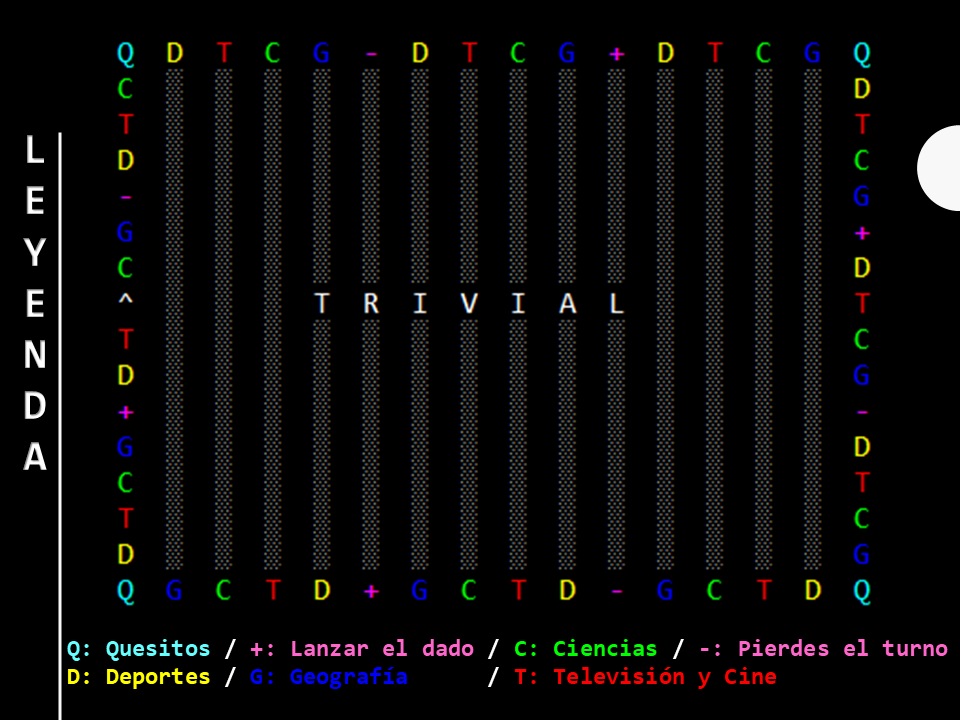 Q D T C G - D T C G + D T C G Q
C D
T T
D C
- G
G +
C D
^ T R I V I A L T
T C
D G
+ -
G D
C T
T C
D G
Q G C T D + G C T D - G C T D Q
LEYENDA
Q: Quesitos / +: Lanzar el dado / C: Ciencias / -: Pierdes el turno
D: Deportes / G: Geografía / T: Televisión y Cine